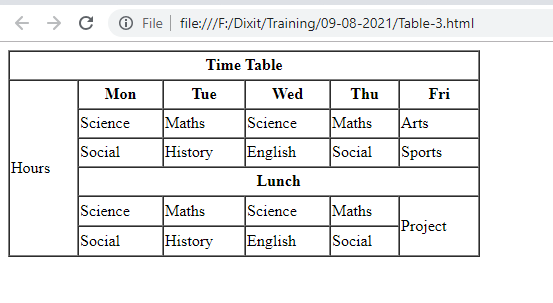 File file:///F:/Dixit/Training/09-08-2021/Table-3.html
Time Table
Mon Tue Wed Thu Fri
Science Maths Science Maths Arts
Social History English Social Sports
Hours
Lunch
Science Maths Science Maths
Project
Social History English Social